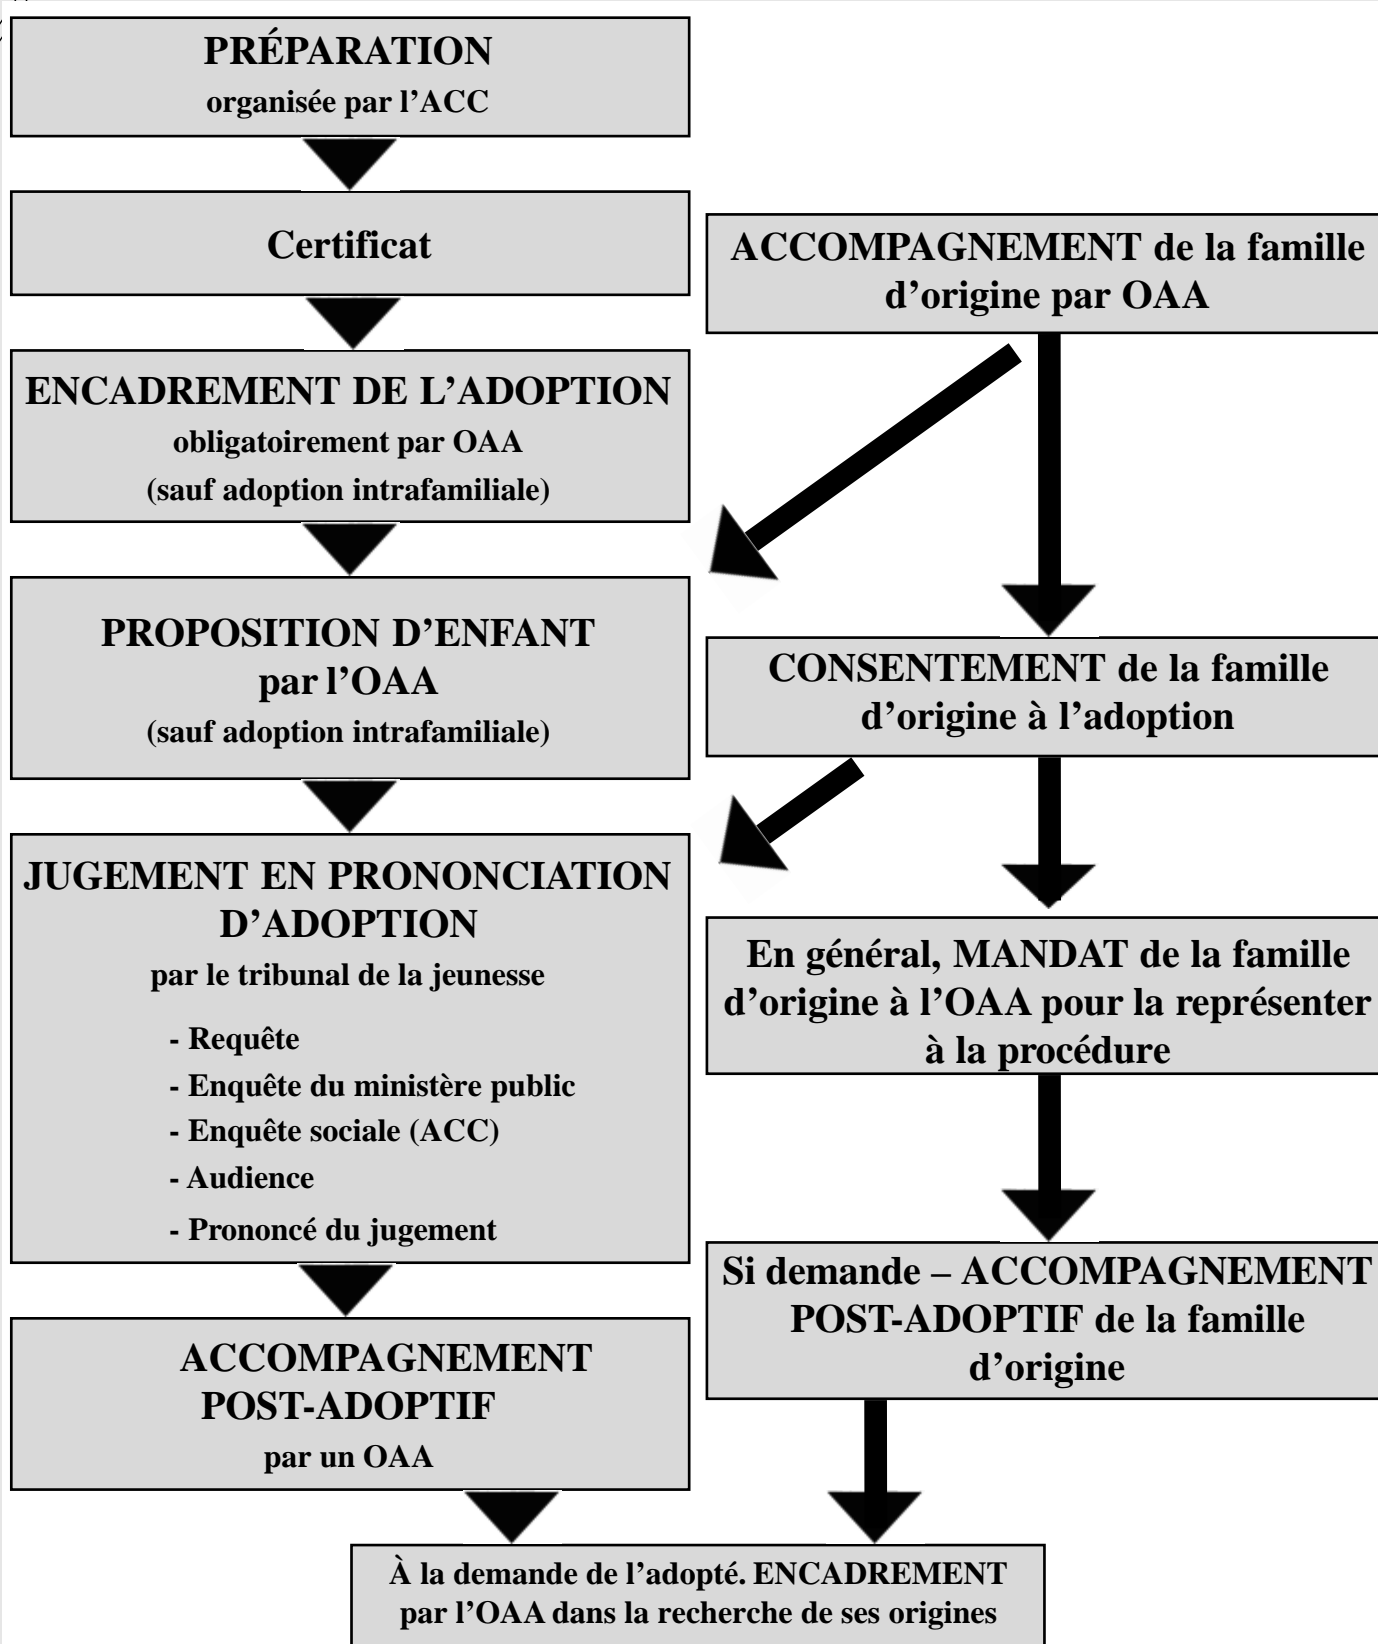 PRÉPARATION
organisée par l’ACC
Certificat
ENCADREMENT DE L’ADOPTION
obligatoirement par OAA
(sauf adoption intrafamiliale)
PROPOSITION D’ENFANT
par l’OAA
(sauf adoption intrafamiliale)
JUGEMENT EN PRONONCIATION
D’ADOPTION
par le tribunal de la jeunesse
- Requête
- Enquête du ministère public
- Enquête sociale (ACC)
- Audience
- Prononcé du jugement
ACCOMPAGNEMENT
POST-ADOPTIF
par un OAA
ACCOMPAGNEMENT de la famille
d’origine par OAA
CONSENTEMENT de la famille
d’origine à l’adoption
En général, MANDAT de la famille
d’origine à l’OAA pour la représenter
à la procédure
Si demande – ACCOMPAGNEMENT
POST-ADOPTIF de la famille
d’origine
À la demande de l’adopté. ENCADREMENT
par l’OAA dans la recherche de ses origines